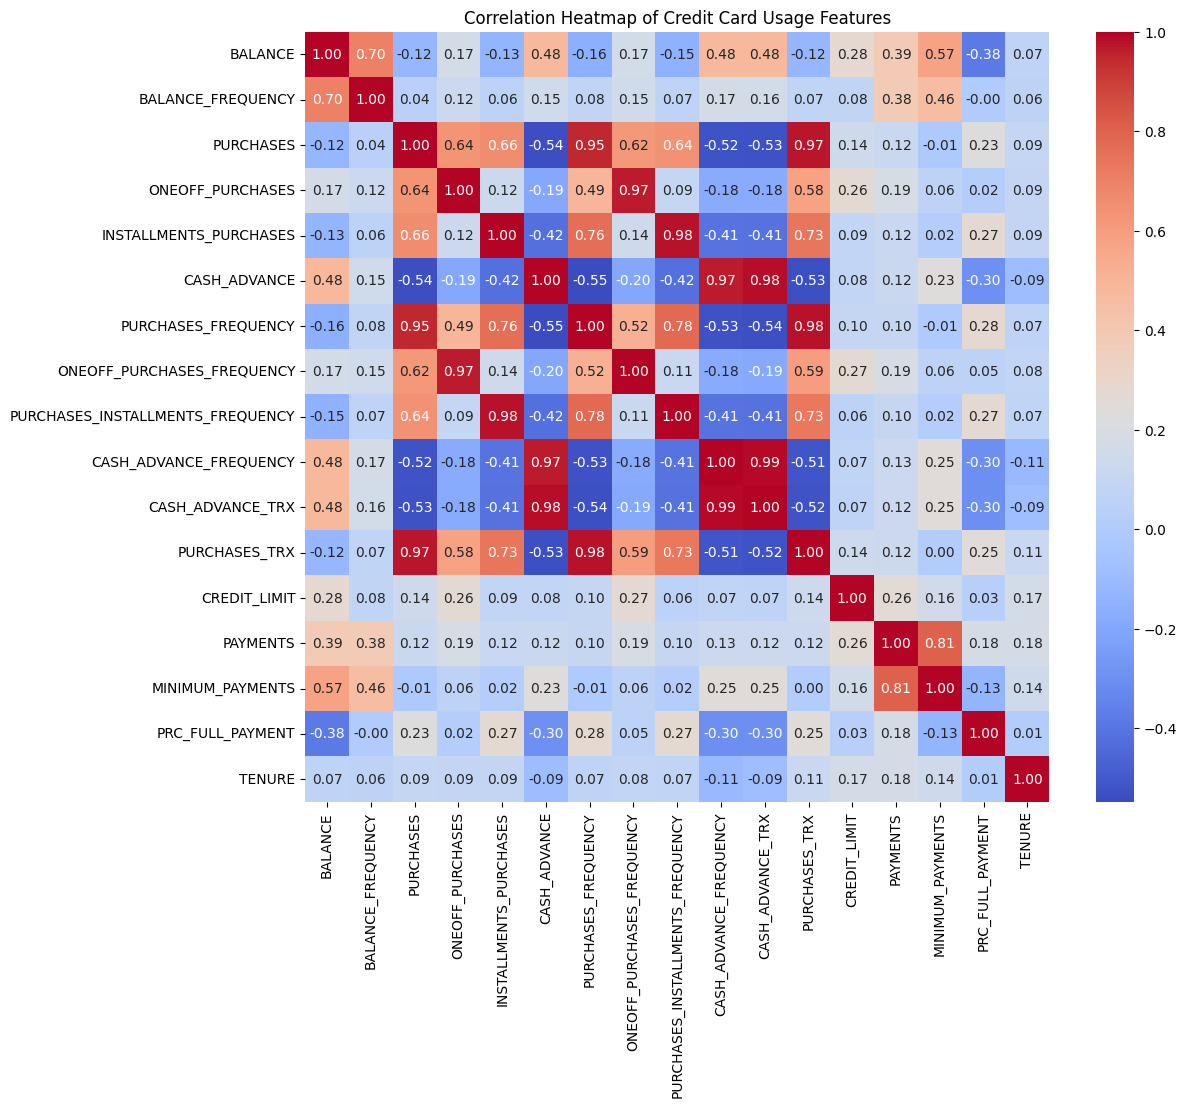 Correlation Heatmap of Credit Card Usage Features
BALANCE 1.00 0.70 -0.12 0.17 -0.13 0.48 -0.16 0.17 -0.15 0.48 0.48 -0.12 0.28 0.39 0.57 -0.38 0.07
BALANCE_FREQUENCY 0.70 1.00 0.04 0.12 0.06 0.15 0.08 0.15 0.07 0.17 0.16 0.07 0.08 0.38 0.46 -0.00 0.06
PURCHASES -0.12 0.04 1.00 0.64 0.66 -0.54 0.95 0.62 0.64 -0.52 -0.53 0.97 0.14 0.12 -0.01 0.23 0.09
ONEOFF_PURCHASES 0.17 0.12 0.64 1.00 0.12 -0.19 0.49 0.97 0.09 -0.18 -0.18 0.58 0.26 0.19 0.06 0.02 0.09
INSTALLMENTS_PURCHASES -0.13 0.06 0.66 0.12 1.00 -0.42 0.76 0.14 0.98 -0.41 -0.41 0.73 0.09 0.12 0.02 0.27 0.09
CASH_ADVANCE 0.48 0.15 -0.54 -0.19 -0.42 1.00 -0.55 -0.20 -0.42 0.97 0.98 -0.53 0.08 0.12 0.23 -0.30 -0.09
PURCHASES_FREQUENCY -0.16 0.08 0.95 0.49 0.76 -0.55 1.00 0.52 0.78 -0.53 -0.54 0.98 0.10 0.10 -0.01 0.28 0.07
ONEOFF_PURCHASES_FREQUENCY 0.17 0.15 0.62 0.97 0.14 -0.20 0.52 1.00 0.11 -0.18 -0.19 0.59 0.27 0.19 0.06 0.05 0.08
PURCHASES_INSTALLMENTS_FREQUENCY -0.15 0.07 0.64 0.09 0.98 -0.42 0.78 0.11 1.00 -0.41 -0.41 0.73 0.06 0.10 0.02 0.27 0.07
CASH_ADVANCE_FREQUENCY 0.48 0.17 -0.52 -0.18 -0.41 0.97 -0.53 -0.18 -0.41 1.00 0.99 -0.51 0.07 0.13 0.25 -0.30 -0.11
CASH_ADVANCE_TRX 0.48 0.16 -0.53 -0.18 -0.41 0.98 -0.54 -0.19 -0.41 0.99 1.00 -0.52 0.07 0.12 0.25 -0.30 -0.09
PURCHASES_TRX -0.12 0.07 0.97 0.58 0.73 -0.53 0.98 0.59 0.73 -0.51 -0.52 1.00 0.14 0.12 0.00 0.25 0.11
CREDIT_LIMIT 0.28 0.08 0.14 0.26 0.09 0.08 0.10 0.27 0.06 0.07 0.07 0.14 1.00 0.26 0.16 0.03 0.17
PAYMENTS 0.39 0.38 0.12 0.19 0.12 0.12 0.10 0.19 0.10 0.13 0.12 0.12 0.26 1.00 0.81 0.18 0.18
MINIMUM_PAYMENTS 0.57 0.46 -0.01 0.06 0.02 0.23 -0.01 0.06 0.02 0.25 0.25 0.00 0.16 0.81 1.00 -0.13 0.14
PRC_FULL_PAYMENT -0.38 -0.00 0.23 0.02 0.27 -0.30 0.28 0.05 0.27 -0.30 -0.30 0.25 0.03 0.18 -0.13 1.00 0.01
TENURE 0.07 0.06 0.09 0.09 0.09 -0.09 0.07 0.08 0.07 -0.11 -0.09 0.11 0.17 0.18 0.14 0.01 1.00
BALANCE
BALANCE_FREQUENCY
PURCHASES
ONEOFF_PURCHASES
INSTALLMENTS_PURCHASES
CASH_ADVANCE
PURCHASES_FREQUENCY
ONEOFF_PURCHASES_FREQUENCY
PURCHASES_INSTALLMENTS_FREQUENCY
CASH_ADVANCE_FREQUENCY
CASH_ADVANCE_TRX
PURCHASES_TRX
CREDIT_LIMIT
PAYMENTS
MINIMUM_PAYMENTS
PRC_FULL_PAYMENT
TENURE
1.0
0.8
0.6
0.4
0.2
0.0
−0.2
−0.4